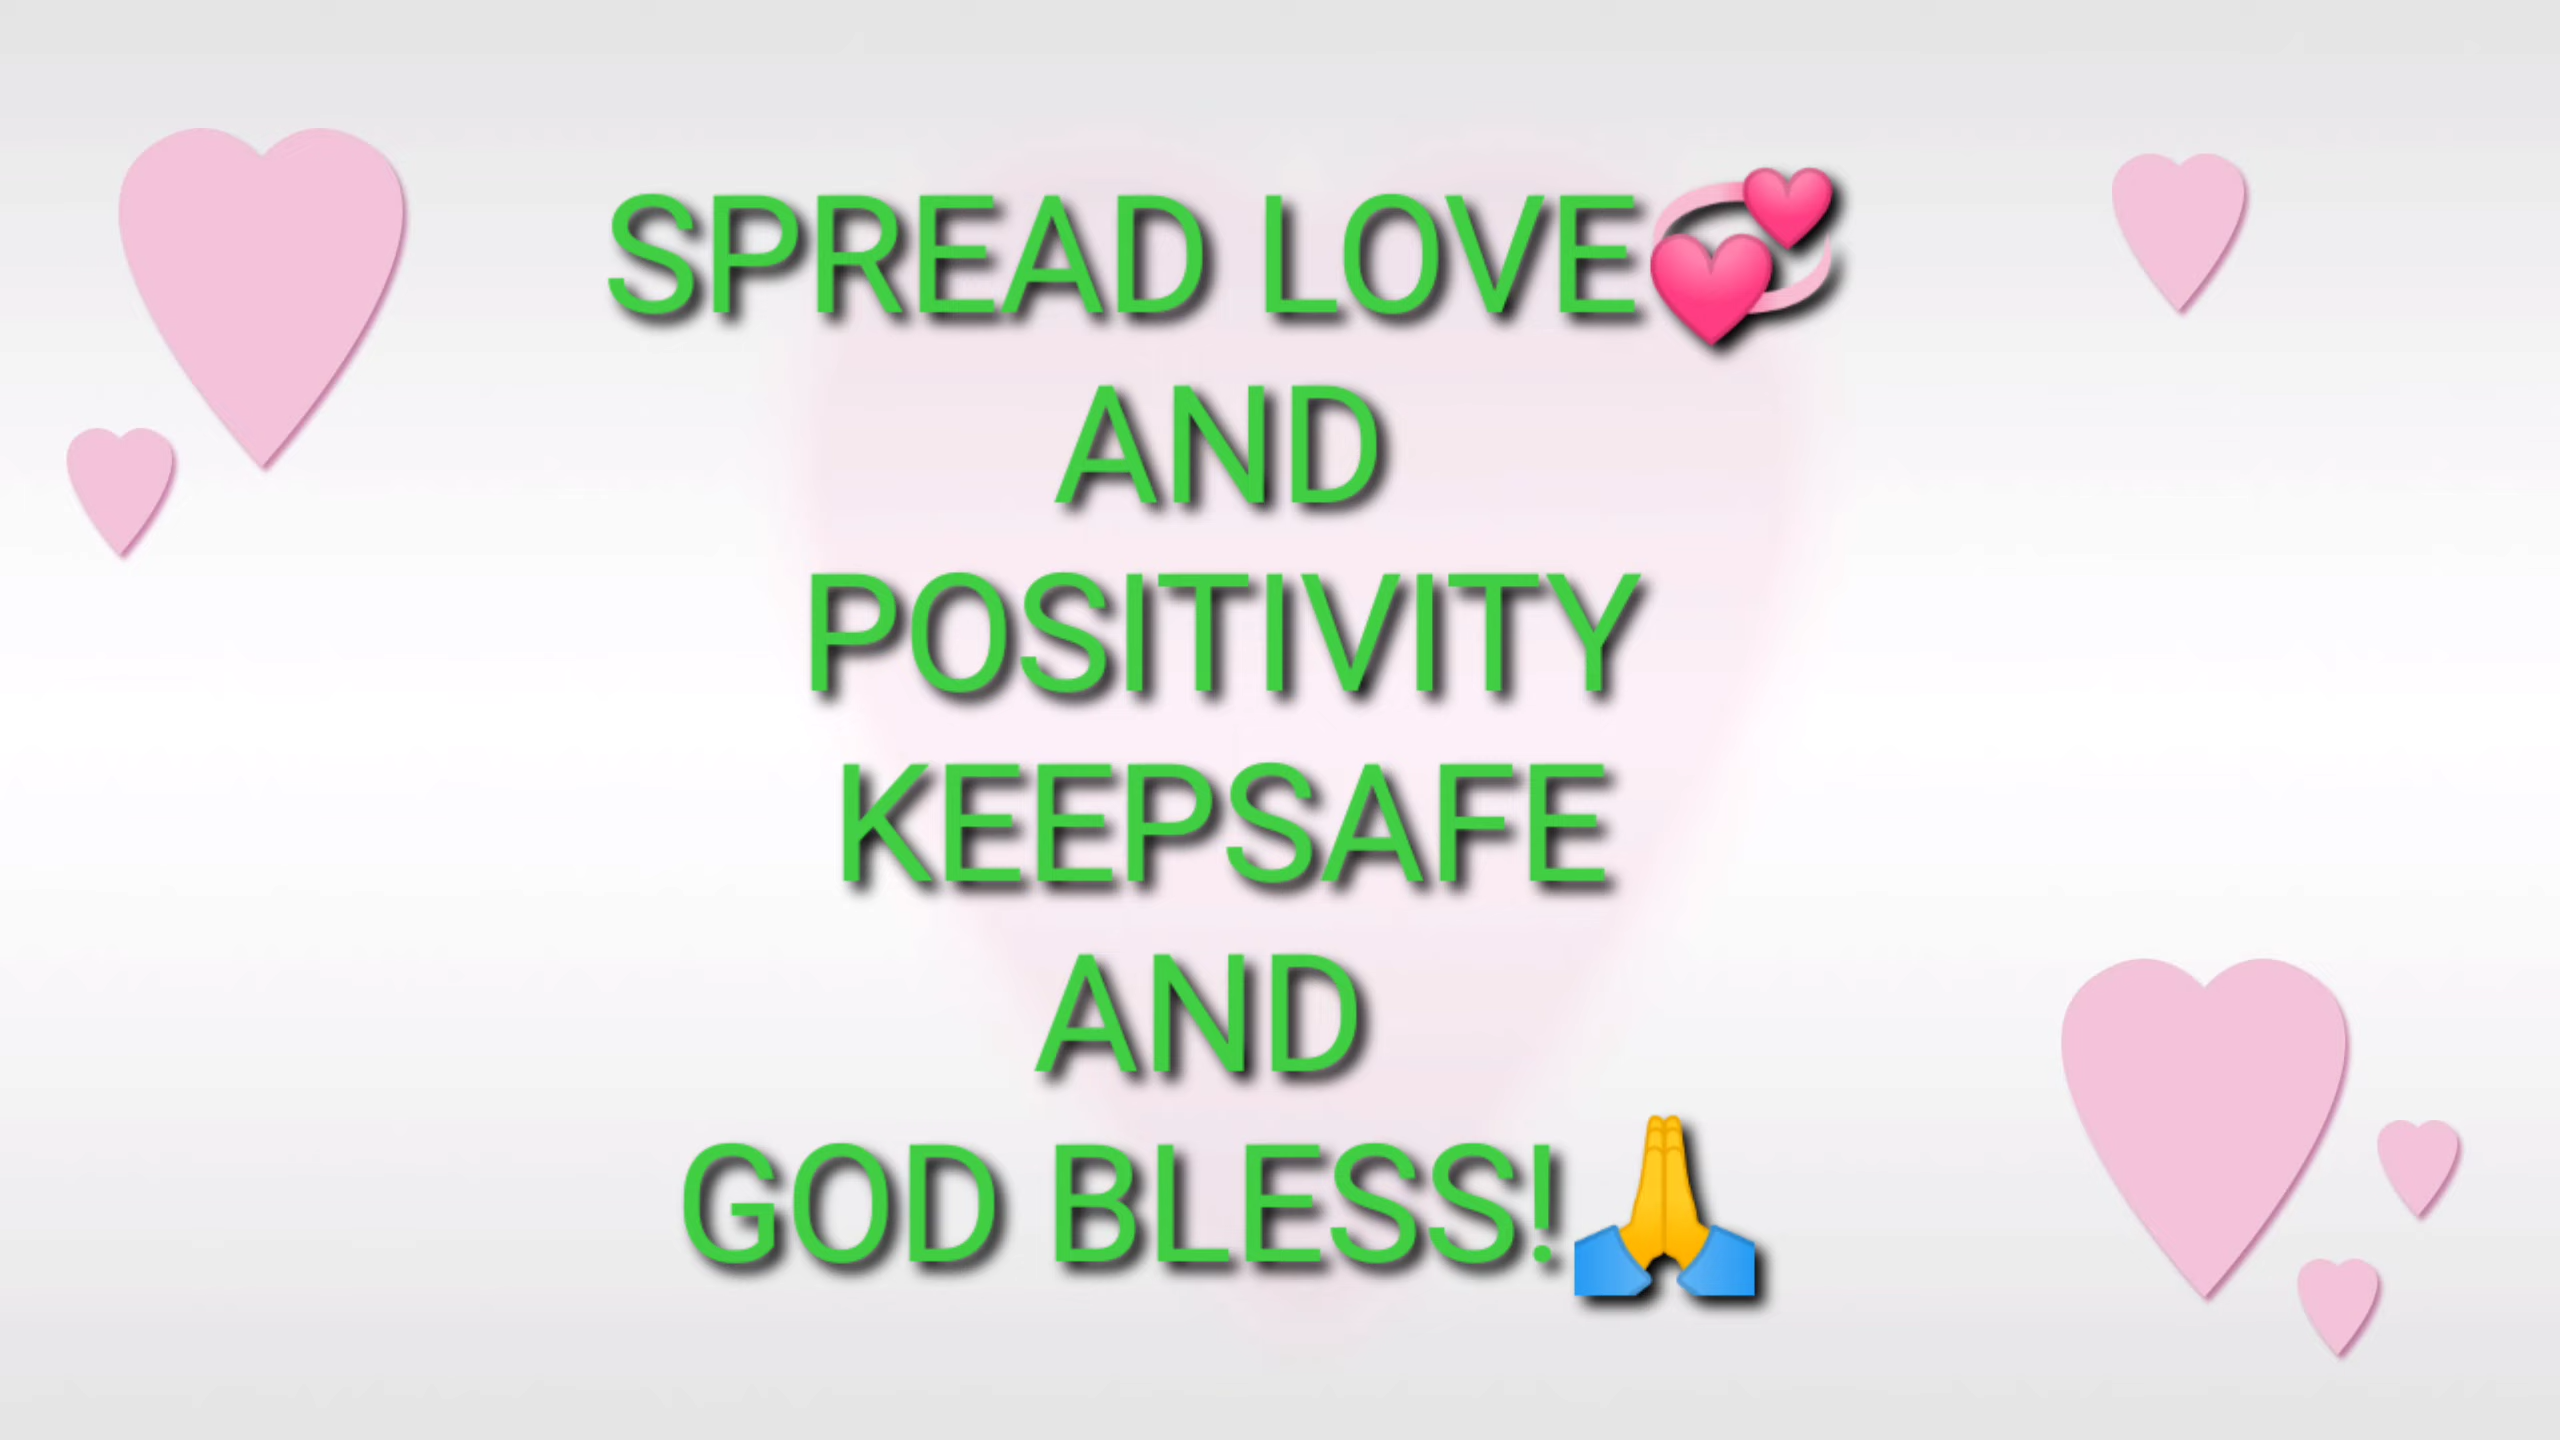 SPREAD LOVE💞
AND
POSITIVITY
KEEPSAFE
AND
GOD BLESS!🙏